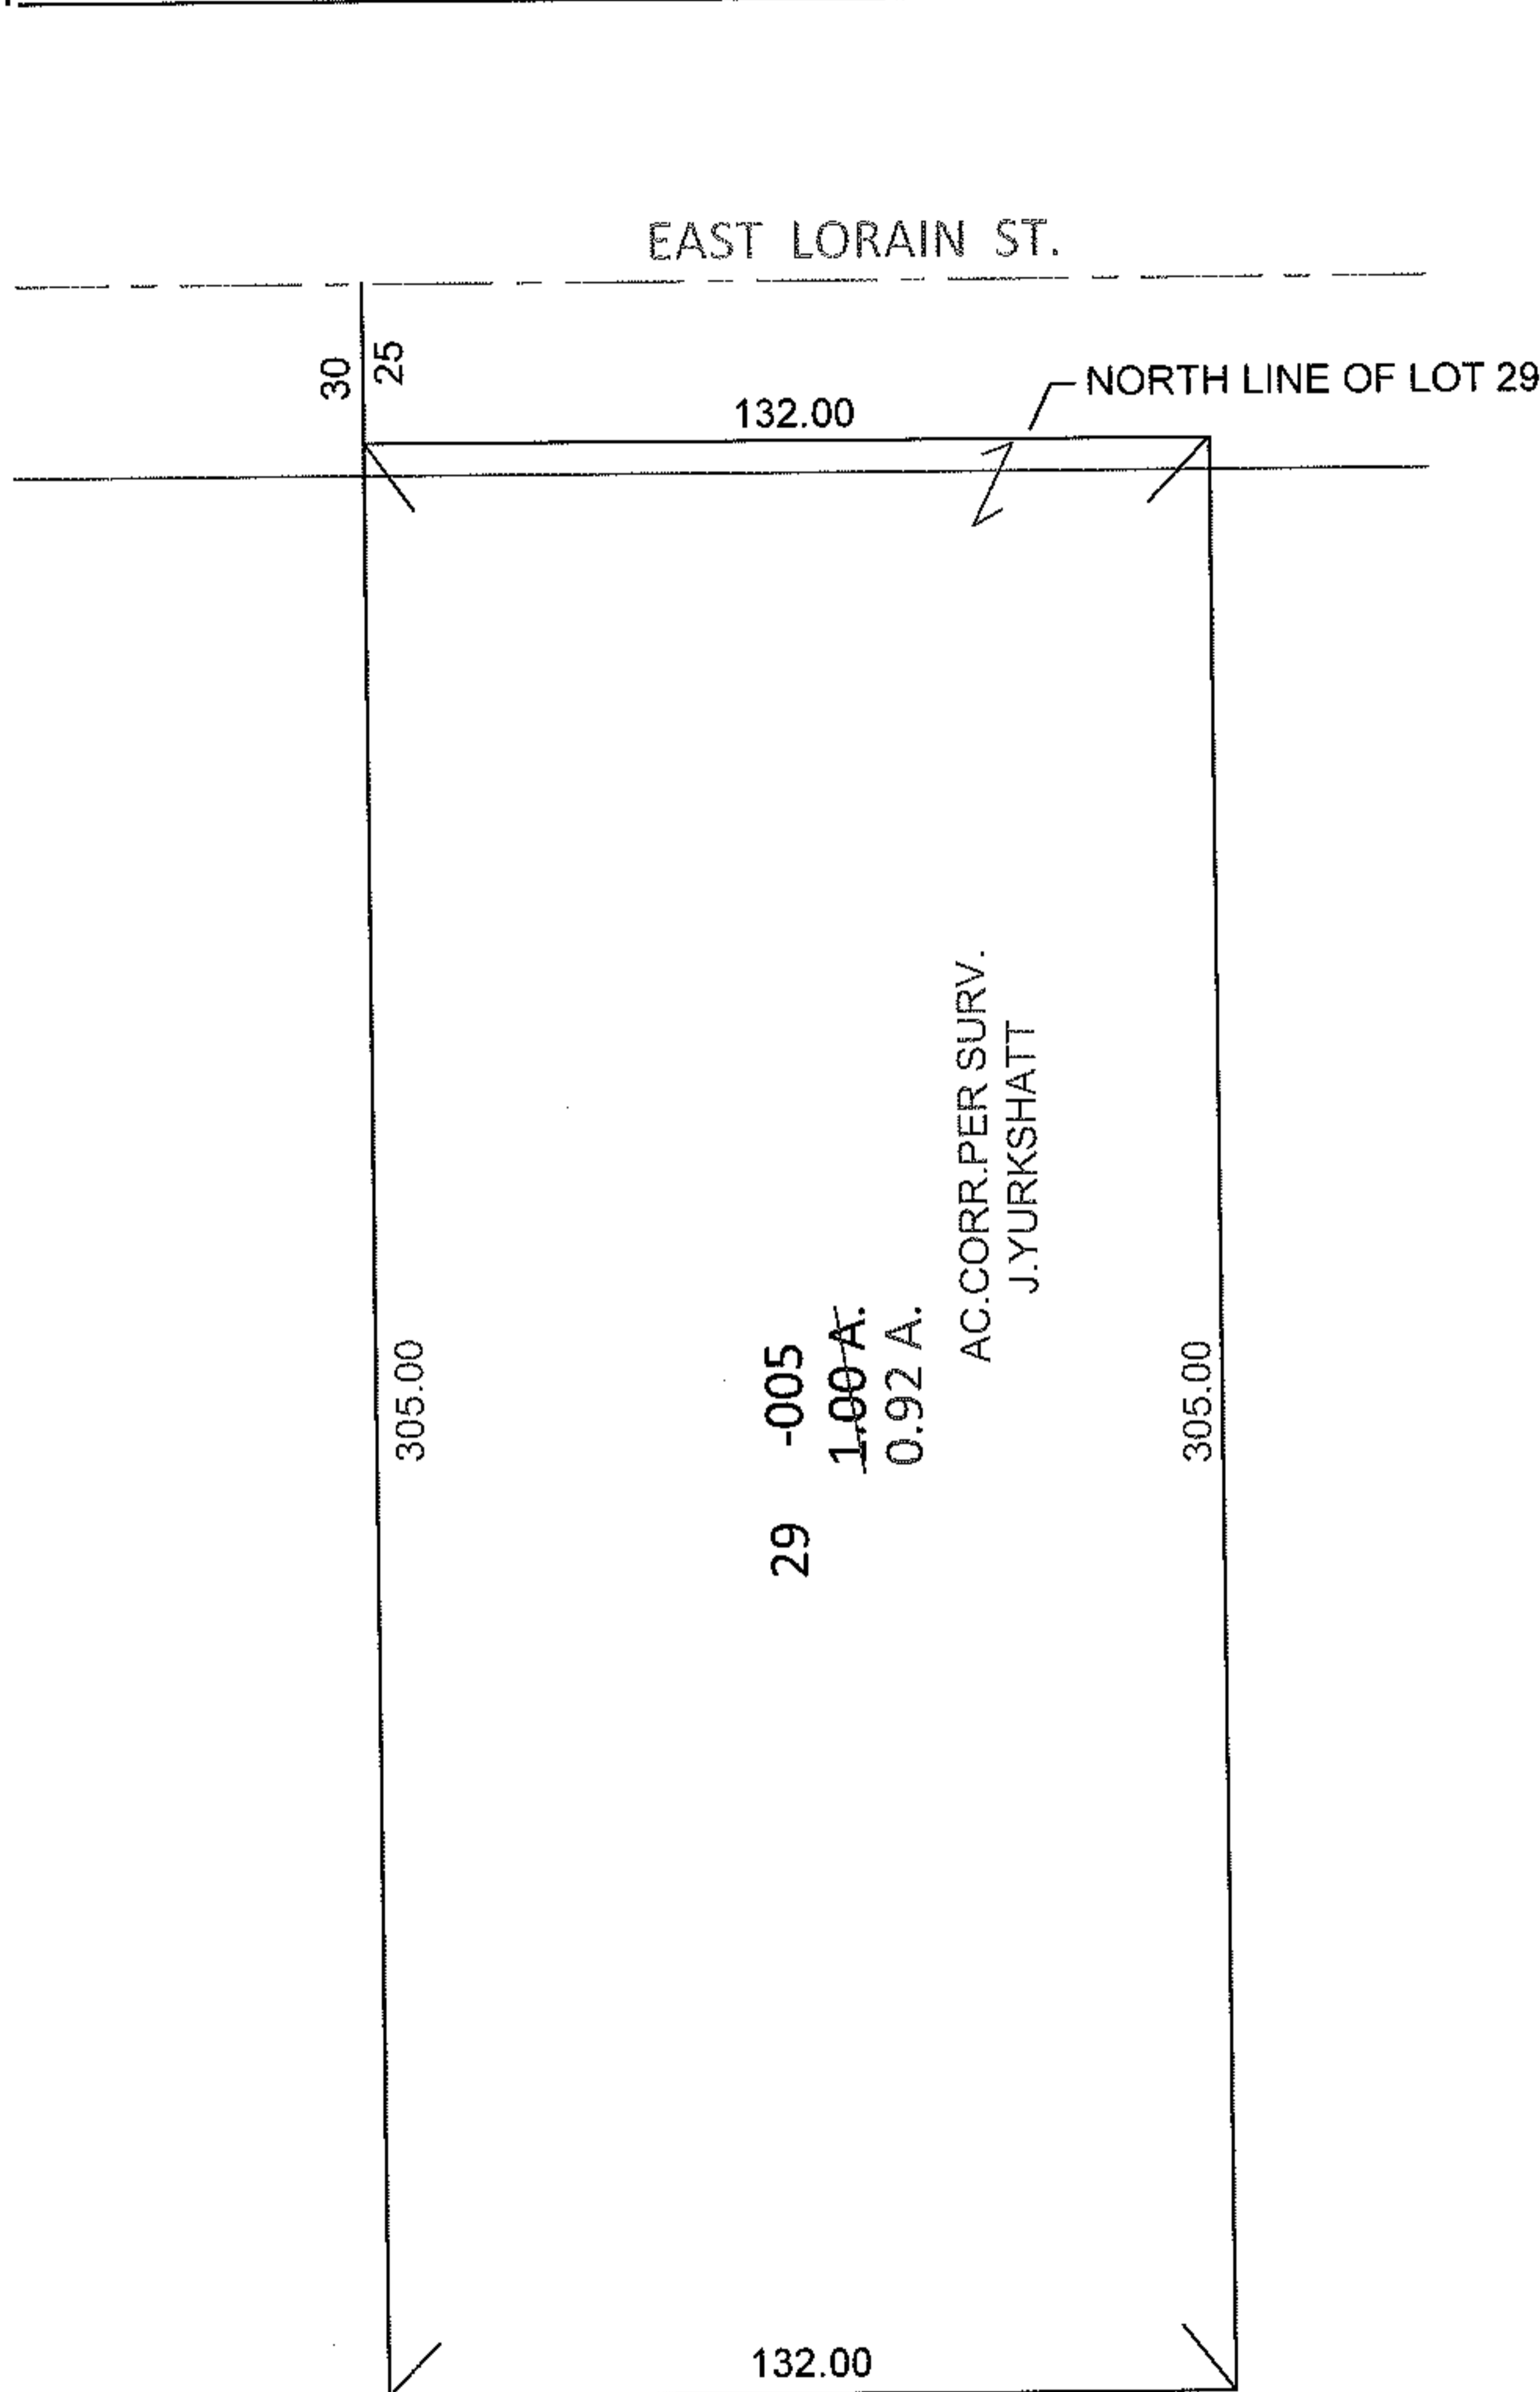 EAST LORAIN ST.
30
25
NORTH LINE OF LOT 29
132.00
AC.CORR.PER SURV.
J.YURKSHATT
305.00
29 -005
1.00 A.
0.92 A.
305.00
132.00